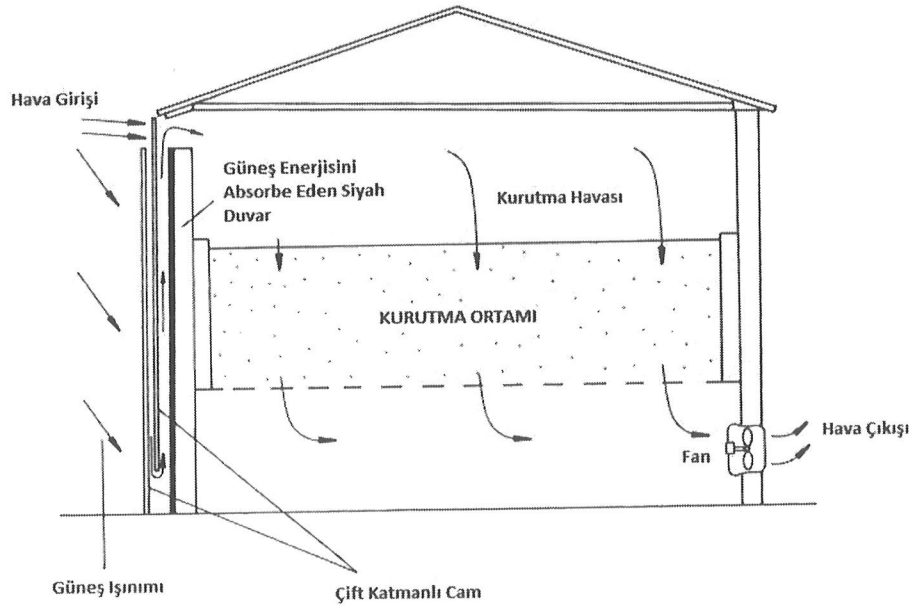 Hava Girişi
Güneş Enerjisini
Absorbe Eden Siyah
Duvar
Kurutma Havası
KURUTMA ORTAMI
Fan
Hava Çıkışı
Güneş Işınımı
Çift Katmanlı Cam